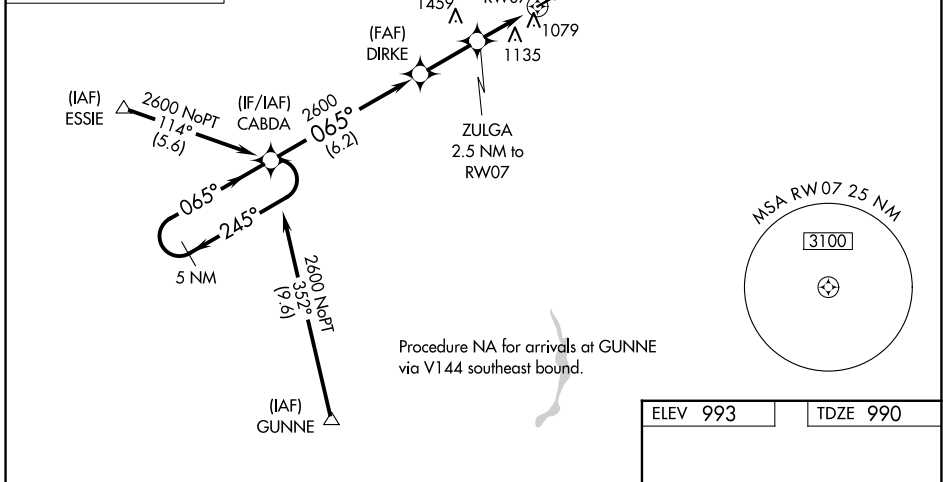 1459
RW07
1079
1135
(FAF)
DIRKE
(IAF)
ESSIE
2600 NoPT
114°
(5.6)
(IF/IAF)
CABDA
2600
065°
(6.2)
ZULGA
2.5 NM to
RW07
065°
245°
5 NM
2600 NoPT
352°
(9.6)
MSA RW07 25 NM
3100
Procedure NA for arrivals at GUNNE
via V144 southeast bound.
(IAF)
GUNNE
ELEV 993
TDZE 990